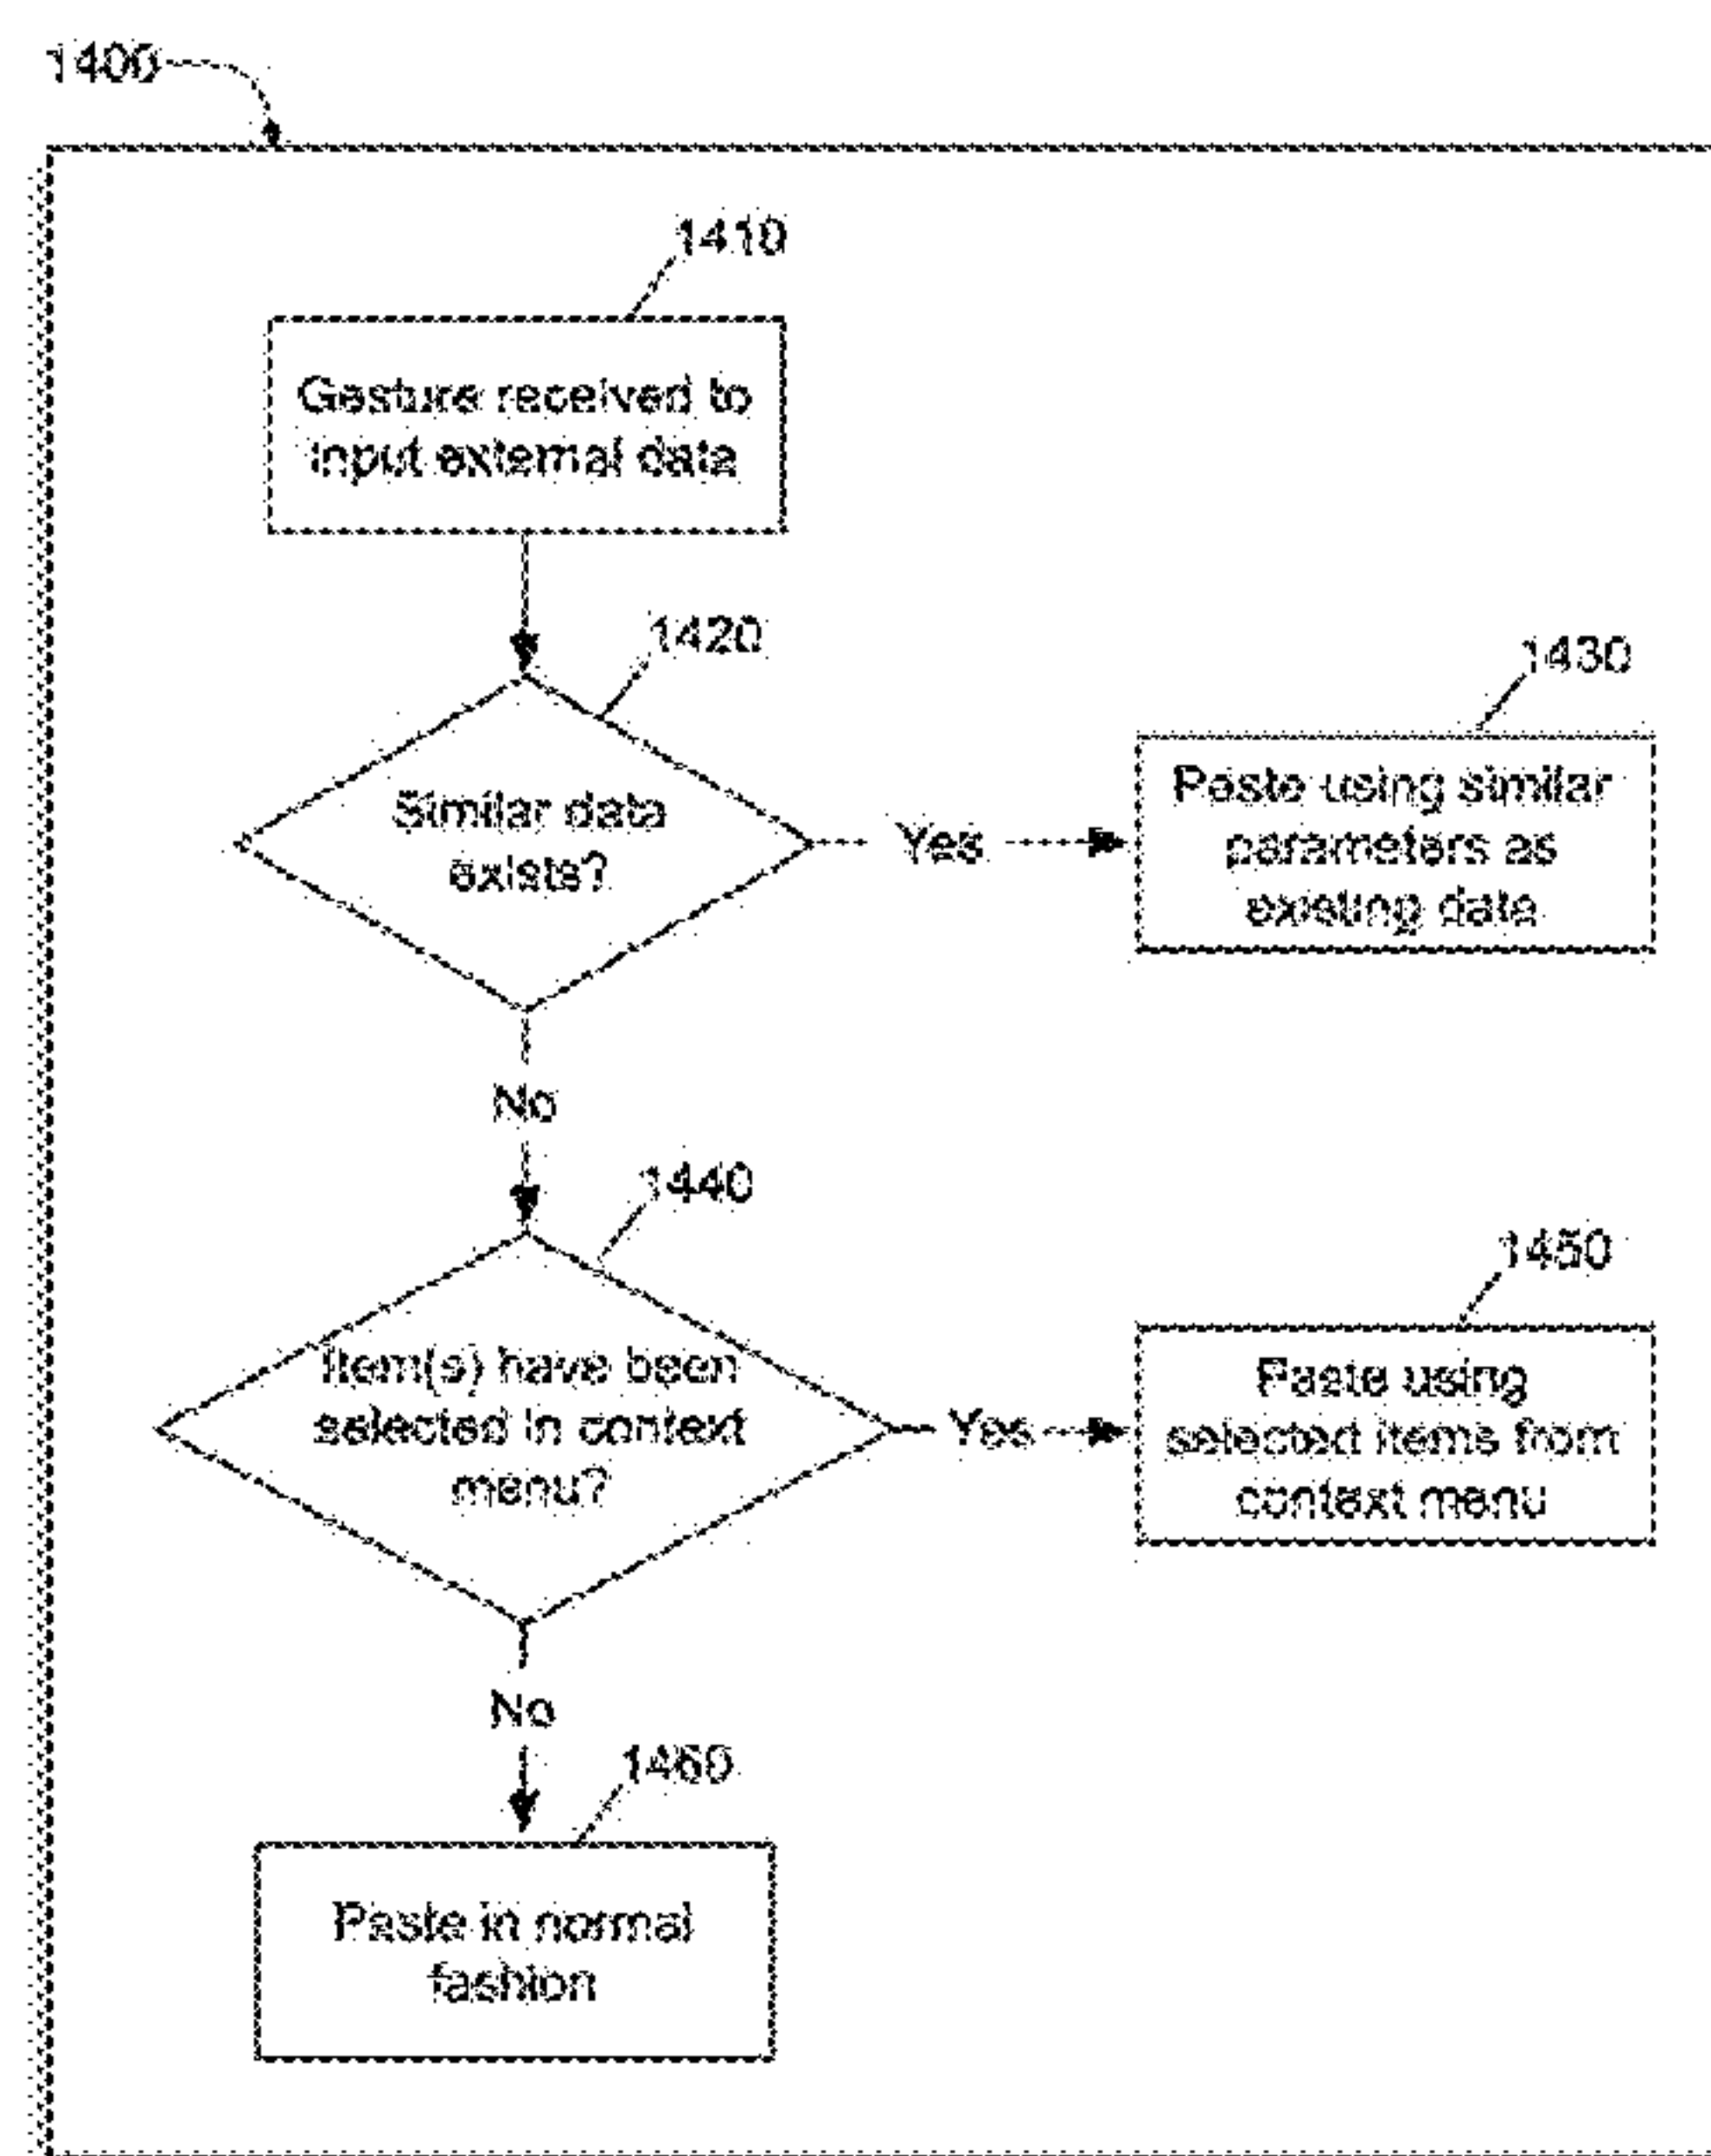 1400
1410
Gesture received to
input external data
1420
Similar data
exists?
Yes
1430
Paste using similar
parameters as
existing data
No
1440
Item(s) have been
selected in context
menu?
Yes
1450
Paste using
selected items from
context menu
No
1460
Paste in normal
fashion